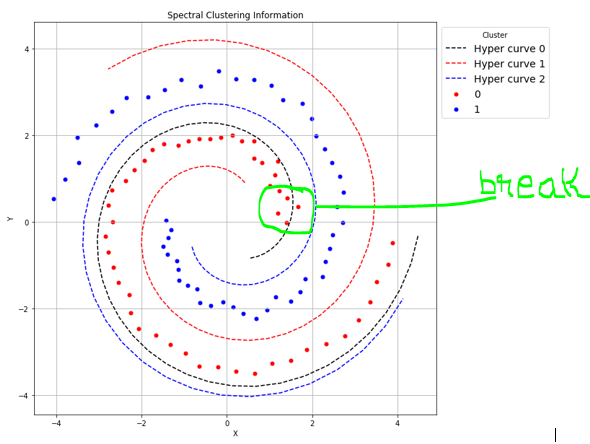 Spectral Clustering Information
Cluster
Hyper curve 0
Hyper curve 1
Hyper curve 2
0
1
break
Y
4
2
0
−2
−4
−4
−2
0
2
4
X